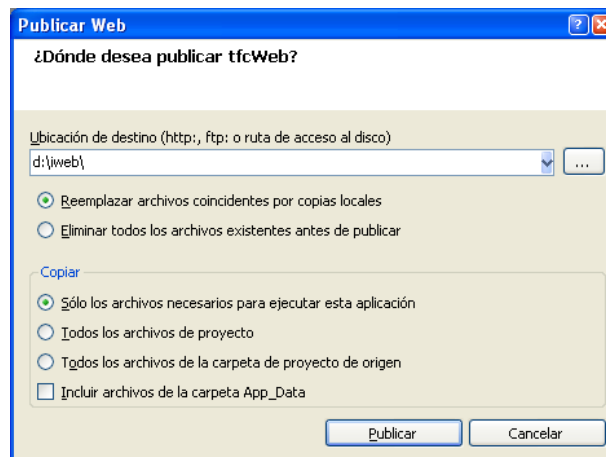 Publicar Web
?
¿Dónde desea publicar tfcWeb?
Ubicación de destino (http:, ftp: o ruta de acceso al disco)
d:\iweb\
...
Reemplazar archivos coincidentes por copias locales
Eliminar todos los archivos existentes antes de publicar
Copiar
Sólo los archivos necesarios para ejecutar esta aplicación
Todos los archivos de proyecto
Todos los archivos de la carpeta de proyecto de origen
Incluir archivos de la carpeta App_Data
Publicar Cancelar